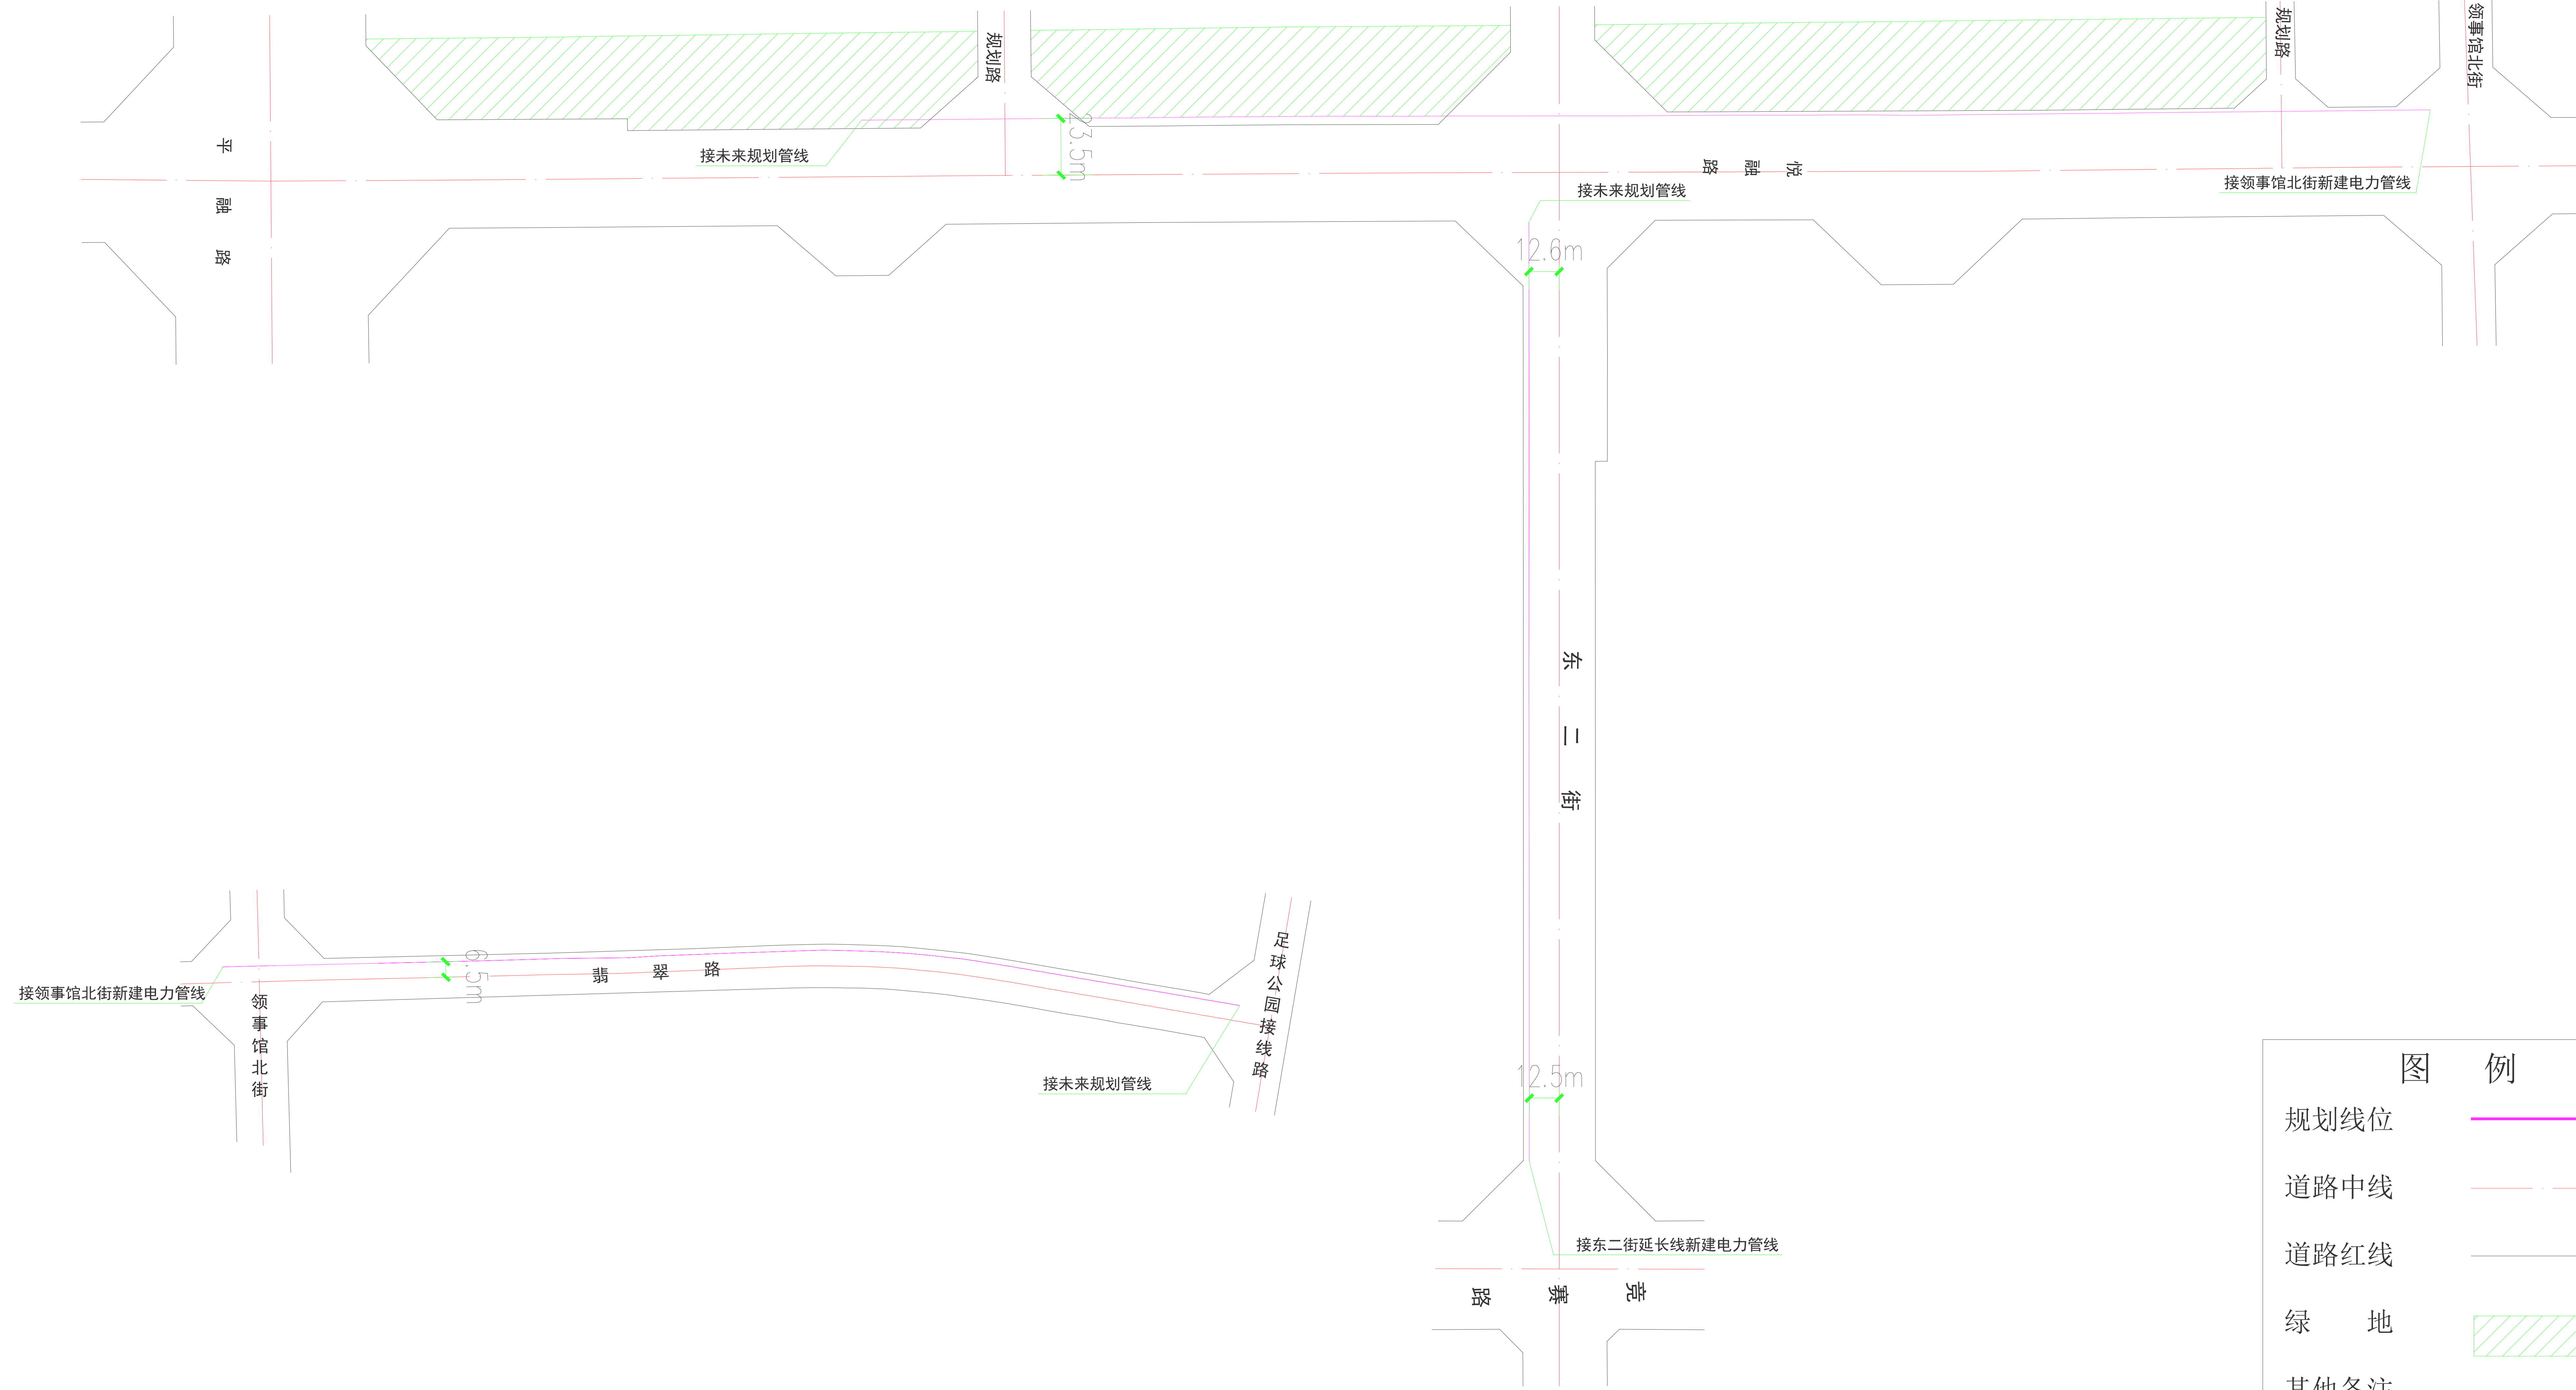 规划路
规划路
领事馆北街
平融路
23.5m
接未来规划管线
悦融路
接未来规划管线
接领事馆北街新建电力管线
12.6m
东二街
翡翠路
6.3m
接领事馆北街新建电力管线
领事馆北街
足球公园接线路
接未来规划管线
12.5m
接东二街延长线新建电力管线
竞赛路
图 例
规划线位
道路中线
道路红线
绿 地
其他备注